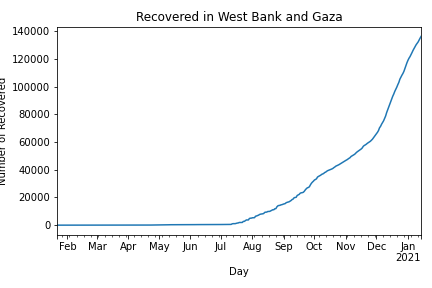 Recovered in West Bank and Gaza
Number of Recovered
140000
120000
100000
80000
60000
40000
20000
0
Feb Mar Apr May Jun Jul Aug Sep Oct Nov Dec Jan
2021
Day